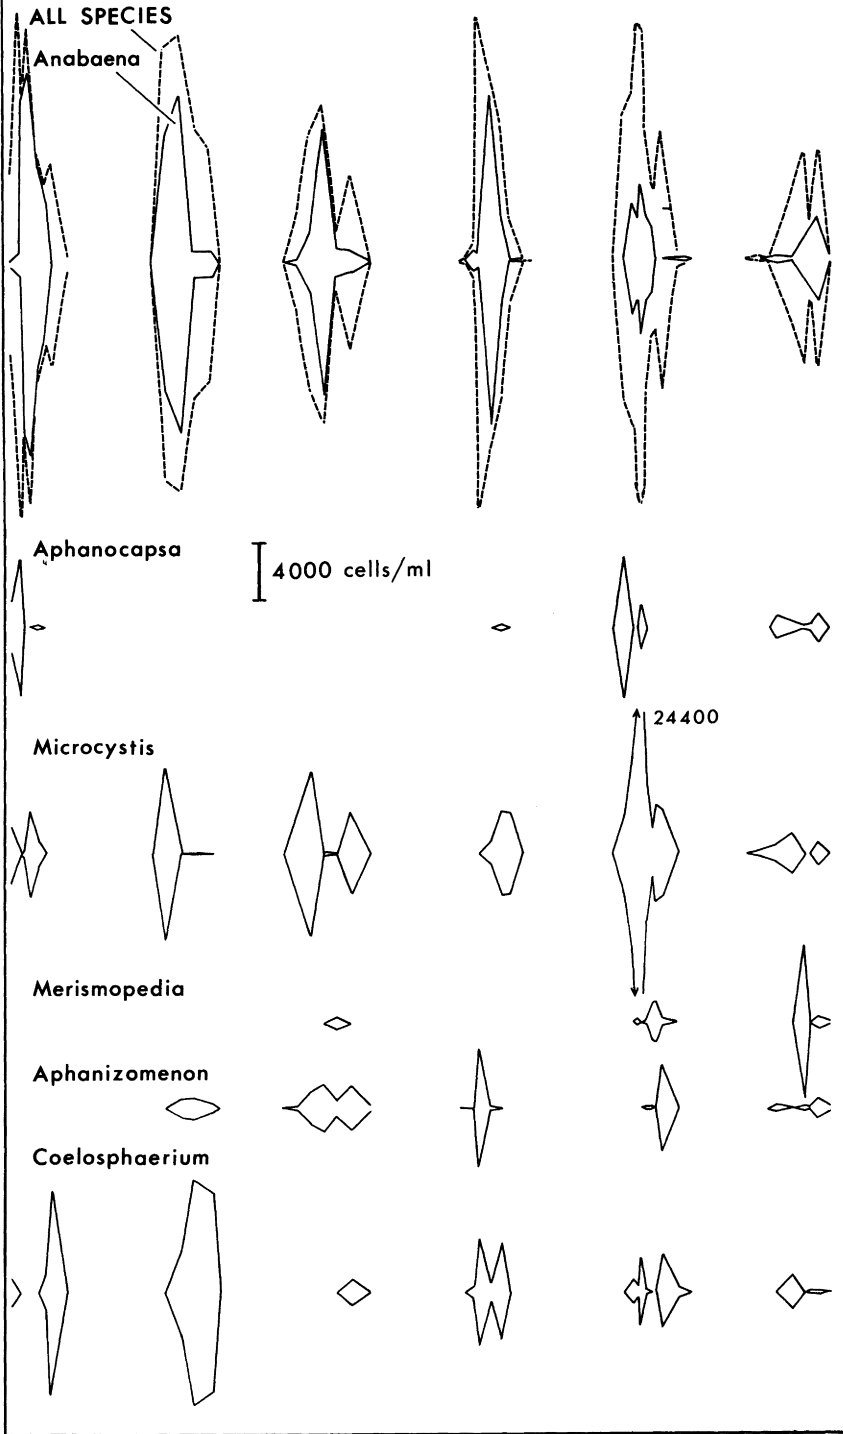 ALL SPECIES
Anabaena
Aphanocapsa
4000 cells/ml
24400
Microcystis
Merismopedia
Aphanizomenon
Coelosphaerium